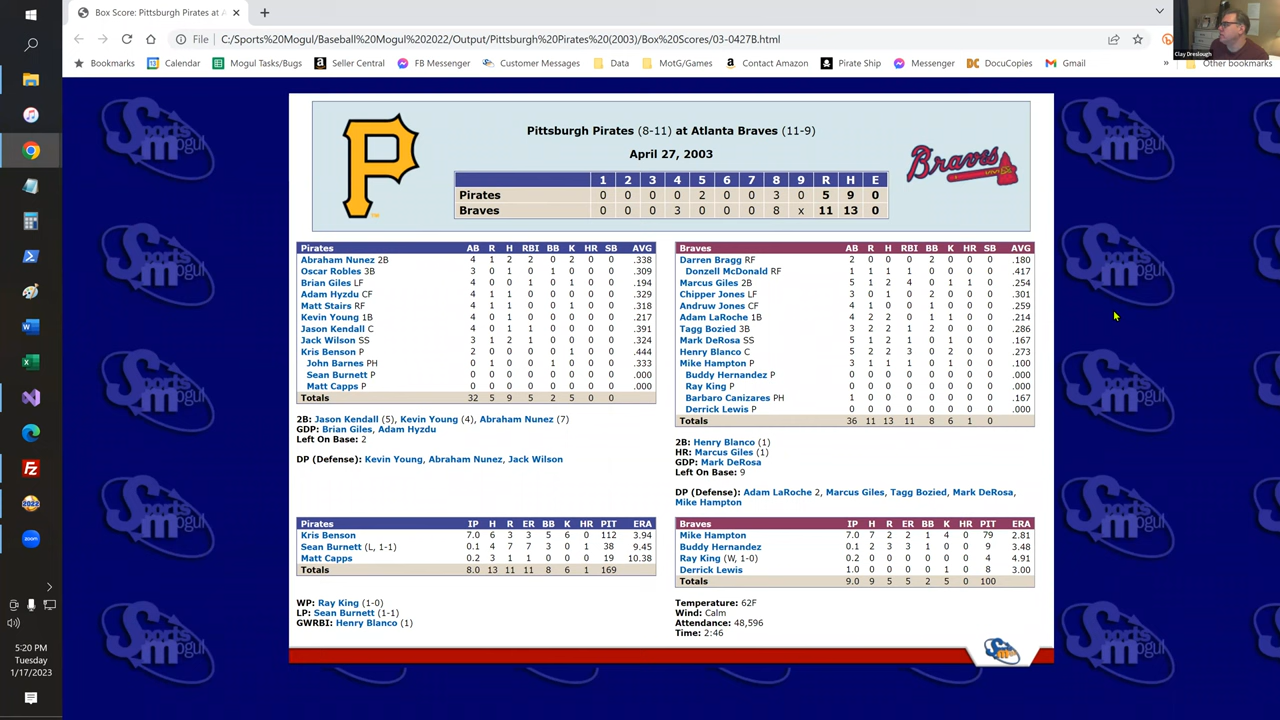 Box Score: Pittsburgh Pirates at A
File C:/Sports%20Mogul/Baseball%20Mogul%202022/Output/Pittsburgh%20Pirates%20(2003)/Box%20Scores/03-0427B.html
Clay Dreslough
Bookmarks Calendar Mogul Tasks/Bugs Seller Central FB Messenger Customer Messages Data MotG/Games Contact Amazon Pirate Ship Messenger DocuCopies Gmail » Other bookmarks
Pittsburgh Pirates (8-11) at Atlanta Braves (11-9)
April 27, 2003
P
Braves
1 2 3 4 5 6 7 8 9 R H E
Pirates 0 0 0 0 2 0 0 3 0 5 9 0
Braves 0 0 0 3 0 0 0 8 x 11 13 0
Pirates AB R H RBI BB K HR SB AVG
Abraham Nunez 2B 4 1 2 2 0 2 0 0 .338
Oscar Robles 3B 3 0 1 0 1 0 0 0 .309
Brian Giles LF 4 0 0 1 0 1 0 0 .194
Adam Hyzdu CF 4 1 1 0 0 0 0 0 .329
Matt Stairs RF 4 1 1 0 0 1 0 0 .318
Kevin Young 1B 4 0 1 0 0 0 0 0 .217
Jason Kendall C 4 0 1 1 0 0 0 0 .391
Jack Wilson SS 3 1 2 1 0 0 0 0 .324
Kris Benson P 2 0 0 0 0 1 0 0 .444
John Barnes PH 0 1 0 0 1 0 0 0 .333
Sean Burnett P 0 0 0 0 0 0 0 0 .000
Matt Capps P 0 0 0 0 0 0 0 0 .000
Totals 32 5 9 5 2 5 0 0
2B: Jason Kendall (5), Kevin Young (4), Abraham Nunez (7)
GDP: Brian Giles, Adam Hyzdu
Left On Base: 2
DP (Defense): Kevin Young, Abraham Nunez, Jack Wilson
Braves AB R H RBI BB K HR SB AVG
Darren Bragg RF 2 0 0 0 2 0 0 0 .180
Donzell McDonald RF 1 1 1 1 0 0 0 0 .417
Marcus Giles 2B 5 1 2 4 0 1 1 0 .254
Chipper Jones LF 3 0 1 0 2 0 0 0 .301
Andruw Jones CF 4 1 0 0 1 0 0 0 .259
Adam LaRoche 1B 4 2 2 0 1 1 0 0 .214
Tagg Bozied 3B 3 2 2 1 2 0 0 0 .286
Mark DeRosa SS 5 1 2 1 0 1 0 0 .167
Henry Blanco C 5 2 2 3 0 2 0 0 .273
Mike Hampton P 3 1 1 1 0 1 0 0 .100
Buddy Hernandez P 0 0 0 0 0 0 0 0 .000
Ray King P 0 0 0 0 0 0 0 0 .000
Barbaro Canizares PH 1 0 0 0 0 0 0 0 .167
Derrick Lewis P 0 0 0 0 0 0 0 0 .000
Totals 36 11 13 11 8 6 1 0
2B: Henry Blanco (1)
HR: Marcus Giles (1)
GDP: Mark DeRosa
Left On Base: 9
DP (Defense): Adam LaRoche 2, Marcus Giles, Tagg Bozied, Mark DeRosa,
Mike Hampton
Pirates IP H R ER BB K HR PIT ERA
Kris Benson 7.0 6 3 3 5 6 0 112 3.94
Sean Burnett (L, 1-1) 0.1 4 7 7 3 0 1 38 9.45
Matt Capps 0.2 3 1 1 0 0 0 19 10.38
Totals 8.0 13 11 11 8 6 1 169
Braves IP H R ER BB K HR PIT ERA
Mike Hampton 7.0 7 2 2 1 4 0 79 2.81
Buddy Hernandez 0.1 2 3 3 1 0 0 9 3.48
Ray King (W, 1-0) 0.2 0 0 0 0 0 0 4 4.91
Derrick Lewis 1.0 0 0 0 0 1 0 8 3.00
Totals 9.0 9 5 5 2 5 0 100
WP: Ray King (1-0)
LP: Sean Burnett (1-1)
GWRBI: Henry Blanco (1)
Temperature: 62F
Wind: Calm
Attendance: 48,596
Time: 2:46
Sports Mogul
5:20 PM
Tuesday
1/17/2023